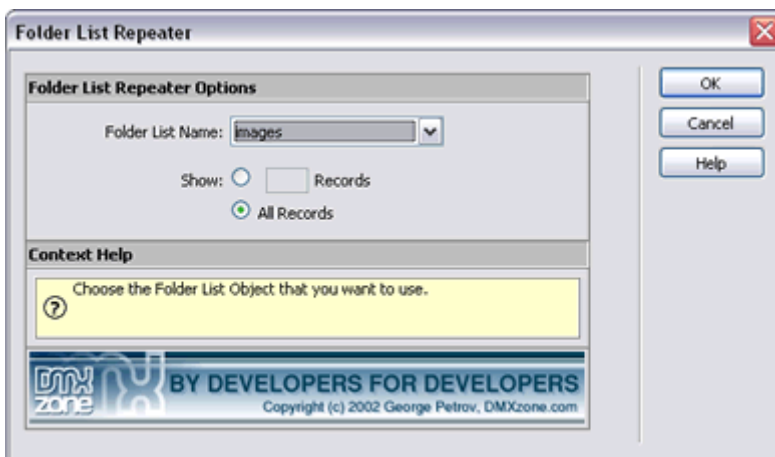 Folder List Repeater
Folder List Repeater Options
Folder List Name: images
Show: Records
All Records
Context Help
Choose the Folder List Object that you want to use.
?
DMX
zone
BY DEVELOPERS FOR DEVELOPERS
Copyright (c) 2002 George Petrov, DMXzone.com
OK
Cancel
Help